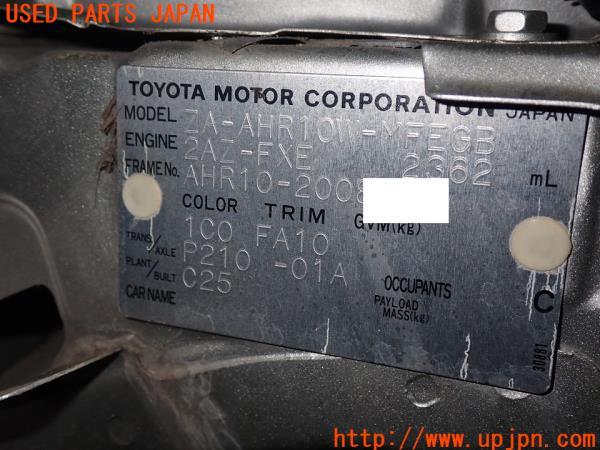 USED PARTS JAPAN
TOYOTA MOTOR CORPORATION JAPAN
MODEL ZA-AHR10W-MFEGB
ENGINE 2AZ-FXE 2362 mL
FRAME No. AHR10-2008
COLOR TRIM GVM(kg)
1C0 FA10
TRANS/AXLE P210 -01A
PLANT/BUILT C25 OCCUPANTS
CAR NAME PAYLOAD MASS(kg) C
30881
http://www.upjpn.com/